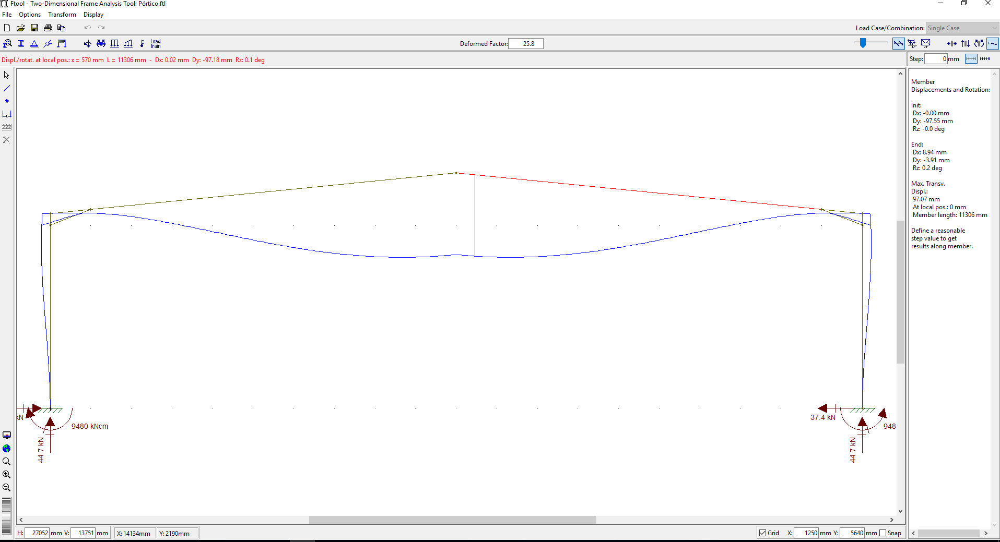 Ftool - Two-Dimensional Frame Analysis Tool: Pórtico.ftl
File Options Transform Display
Load Case/Combination: Single Case
Load Train
Deformed Factor: 25.8
Displ./rotat. at local pos.: x = 570 mm L = 11306 mm - Dx: 0.02 mm Dy: -97.18 mm Rz: 0.1 deg
Step: 0 mm
Member
Displacements and Rotations
Init:
Dx: -0.00 mm
Dy: -97.55 mm
Rz: -0.0 deg
End:
Dx: 8.94 mm
Dy: -3.91 mm
Rz: 0.2 deg
Max. Transv.
Displ.:
97.07 mm
At local pos.: 0 mm
Member length: 11306 mm
Define a reasonable
step value to get
results along member.
kN
9480 kNcm
44.7 kN
37.4 kN
948
44.7 kN
H: 27052 mm V: 13751 mm X: 14134mm Y: 2190mm
Grid X: 1250 mm Y: 5640 mm Snap